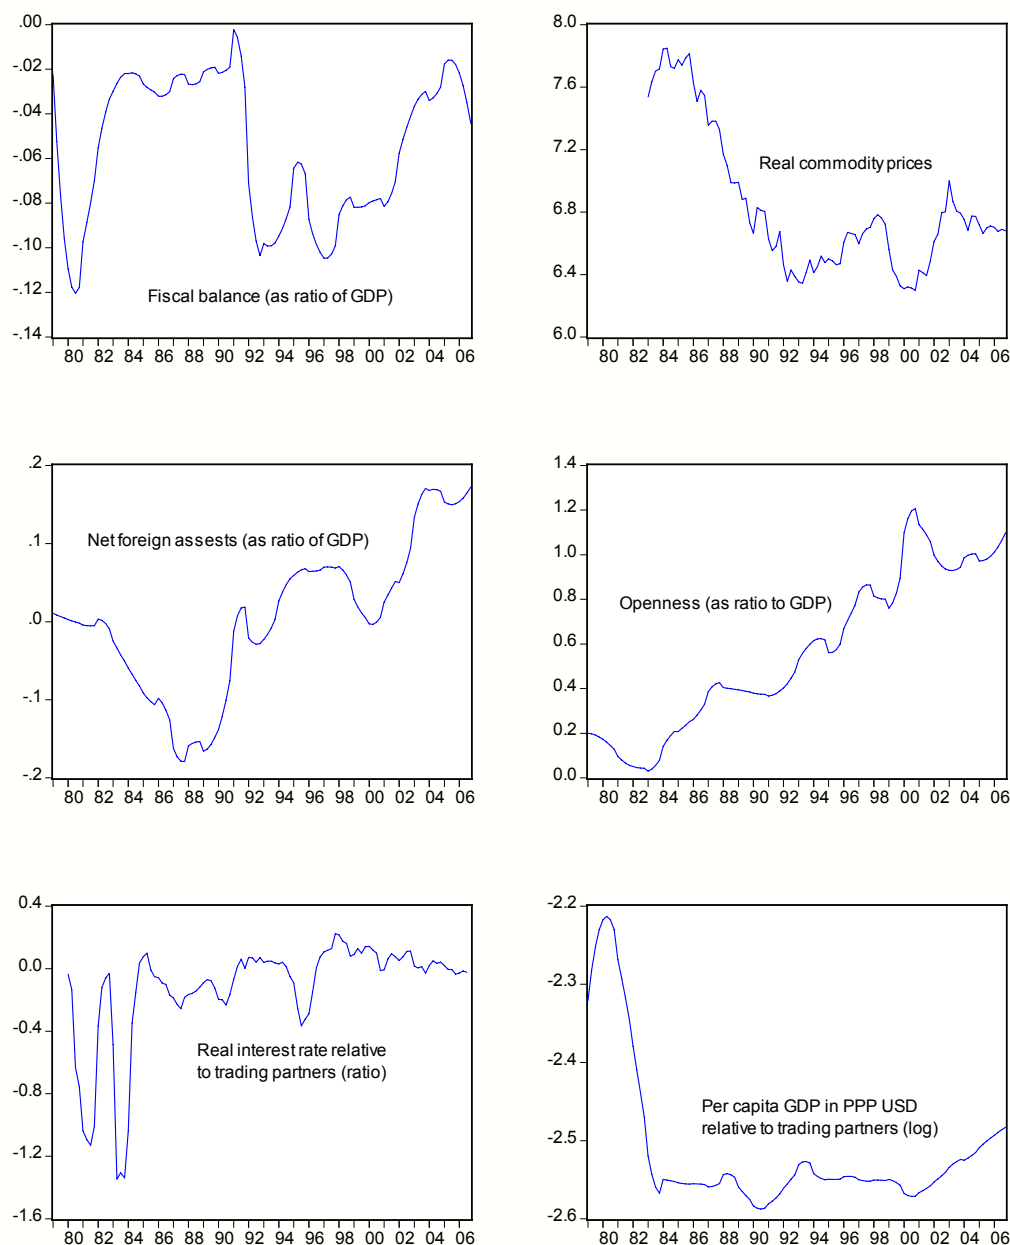 .00
-.02
-.04
-.06
-.08
-.10
-.12
-.14
Fiscal balance (as ratio of GDP)
80 82 84 86 88 90 92 94 96 98 00 02 04 06
8.0
7.6
7.2
6.8
6.4
6.0
Real commodity prices
80 82 84 86 88 90 92 94 96 98 00 02 04 06
.2
.1
.0
-.1
-.2
Net foreign assests (as ratio of GDP)
80 82 84 86 88 90 92 94 96 98 00 02 04 06
1.4
1.2
1.0
0.8
0.6
0.4
0.2
0.0
Openness (as ratio to GDP)
80 82 84 86 88 90 92 94 96 98 00 02 04 06
0.4
0.0
-0.4
-0.8
-1.2
-1.6
Real interest rate relative
to trading partners (ratio)
80 82 84 86 88 90 92 94 96 98 00 02 04 06
-2.2
-2.3
-2.4
-2.5
-2.6
Per capita GDP in PPP USD
relative to trading partners (log)
80 82 84 86 88 90 92 94 96 98 00 02 04 06